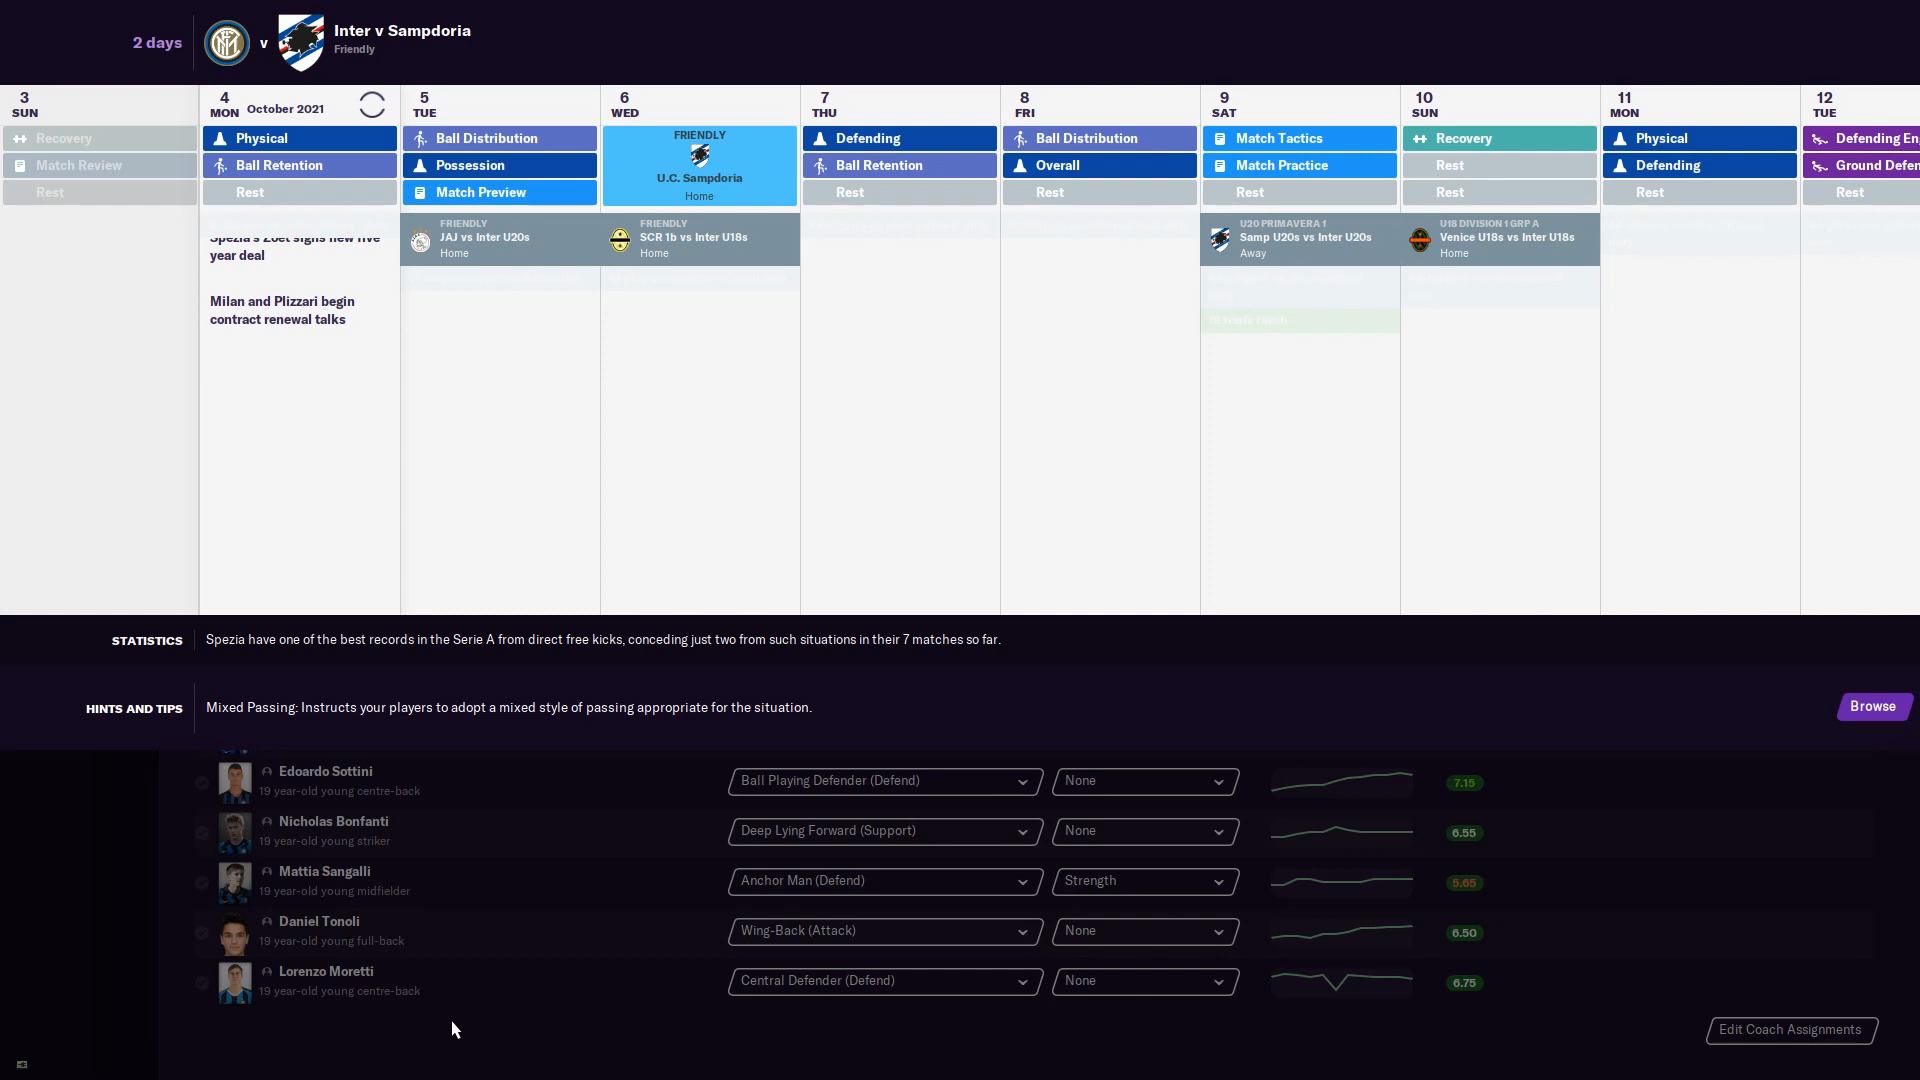 2 days
v
Inter v Sampdoria
Friendly
3
SUN
Recovery
Match Review
Rest
4
MON October 2021
Physical
Ball Retention
Rest
Spezia's Zoet signs new five
year deal
Milan and Plizzari begin
contract renewal talks
5
TUE
Ball Distribution
Possession
Match Preview
FRIENDLY
JAJ vs Inter U20s
Home
6
WED
FRIENDLY
U.C. Sampdoria
Home
FRIENDLY
SCR 1b vs Inter U18s
Home
7
THU
Defending
Ball Retention
Rest
8
FRI
Ball Distribution
Overall
Rest
9
SAT
Match Tactics
Match Practice
Rest
U20 PRIMAVERA 1
Samp U20s vs Inter U20s
Away
10
SUN
Recovery
Rest
Rest
U18 DIVISION 1 GRP A
Venice U18s vs Inter U18s
Home
11
MON
Physical
Defending
Rest
12
TUE
Defending En
Ground Defen
Rest
STATISTICS
Spezia have one of the best records in the Serie A from direct free kicks, conceding just two from such situations in their 7 matches so far.
HINTS AND TIPS
Mixed Passing: Instructs your players to adopt a mixed style of passing appropriate for the situation.
Browse
Edoardo Sottini
19 year-old young centre-back
Ball Playing Defender (Defend)
None
7.15
Nicholas Bonfanti
19 year-old young striker
Deep Lying Forward (Support)
None
6.55
Mattia Sangalli
19 year-old young midfielder
Anchor Man (Defend)
Strength
5.65
Daniel Tonoli
19 year-old young full-back
Wing-Back (Attack)
None
6.50
Lorenzo Moretti
19 year-old young centre-back
Central Defender (Defend)
None
6.75
Edit Coach Assignments